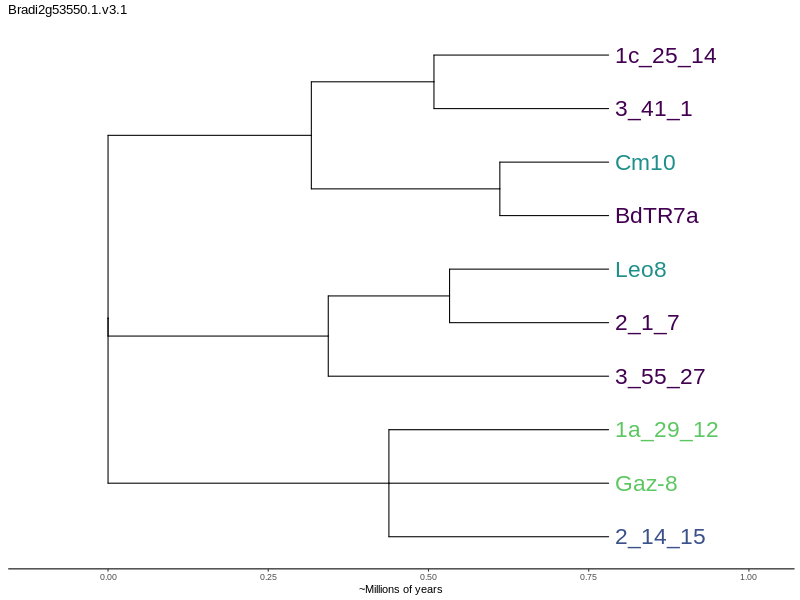 Bradi2g53550.1.v3.1
1c_25_14
3_41_1
Cm10
BdTR7a
Leo8
2_1_7
3_55_27
1a_29_12
Gaz-8
2_14_15
0.00 0.25 0.50 0.75 1.00
~Millions of years